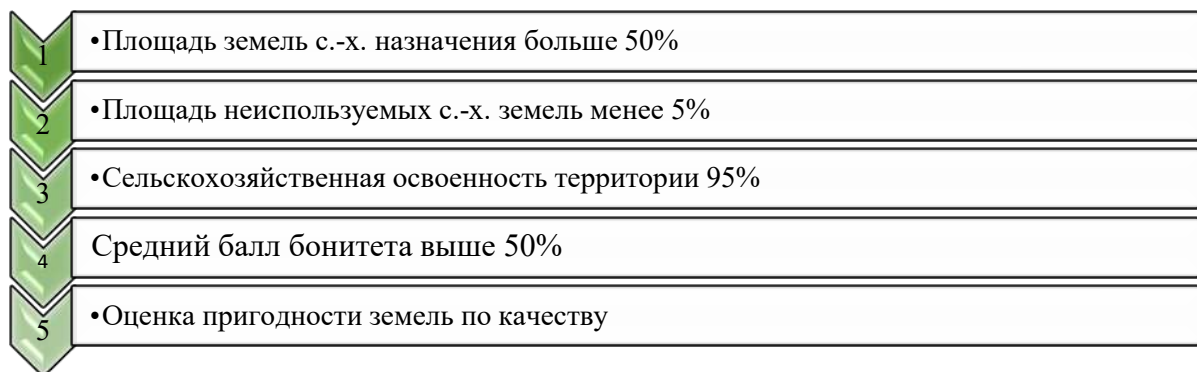 1
•Площадь земель с.-х. назначения больше 50%
2
•Площадь неиспользуемых с.-х. земель менее 5%
3
•Сельскохозяйственная освоенность территории 95%
4
Средний балл бонитета выше 50%
5
•Оценка пригодности земель по качеству